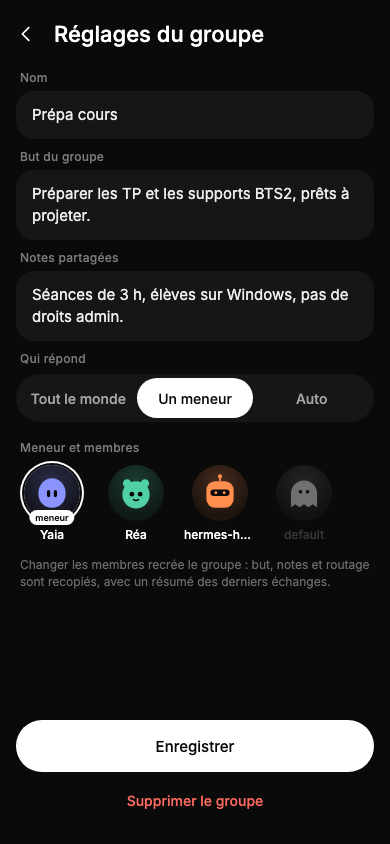 Réglages du groupe
Nom
Prépa cours
But du groupe
Préparer les TP et les supports BTS2, prêts à
projeter.
Notes partagées
Séances de 3 h, élèves sur Windows, pas de
droits admin.
Qui répond
Tout le monde
Un meneur
Auto
Meneur et membres
meneur
Yaia
Réa
hermes-h...
default
Changer les membres recrée le groupe : but, notes et routage
sont recopiés, avec un résumé des derniers échanges.
Enregistrer
Supprimer le groupe